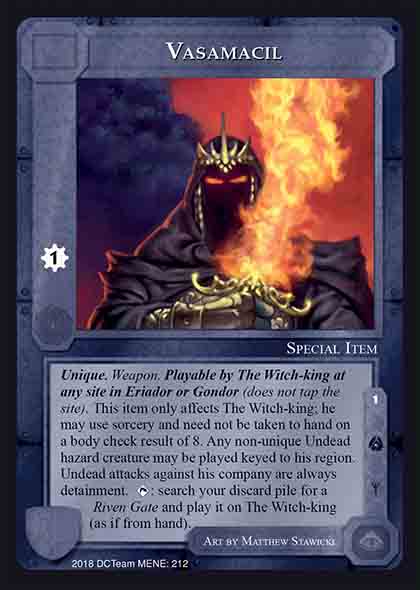 VASAMACIL
1
SPECIAL ITEM
Unique. Weapon. Playable by The Witch-king at
any site in Eriador or Gondor (does not tap the
site). This item only affects The Witch-king; he
may use sorcery and need not be taken to hand on
a body check result of 8. Any non-unique Undead
hazard creature may be played keyed to his region.
Undead attacks against his company are always
detainment. : search your discard pile for a
Riven Gate and play it on The Witch-king
(as if from hand).
1
ART BY MATTHEW STAWICKI
2018 DCTeam MENE: 212